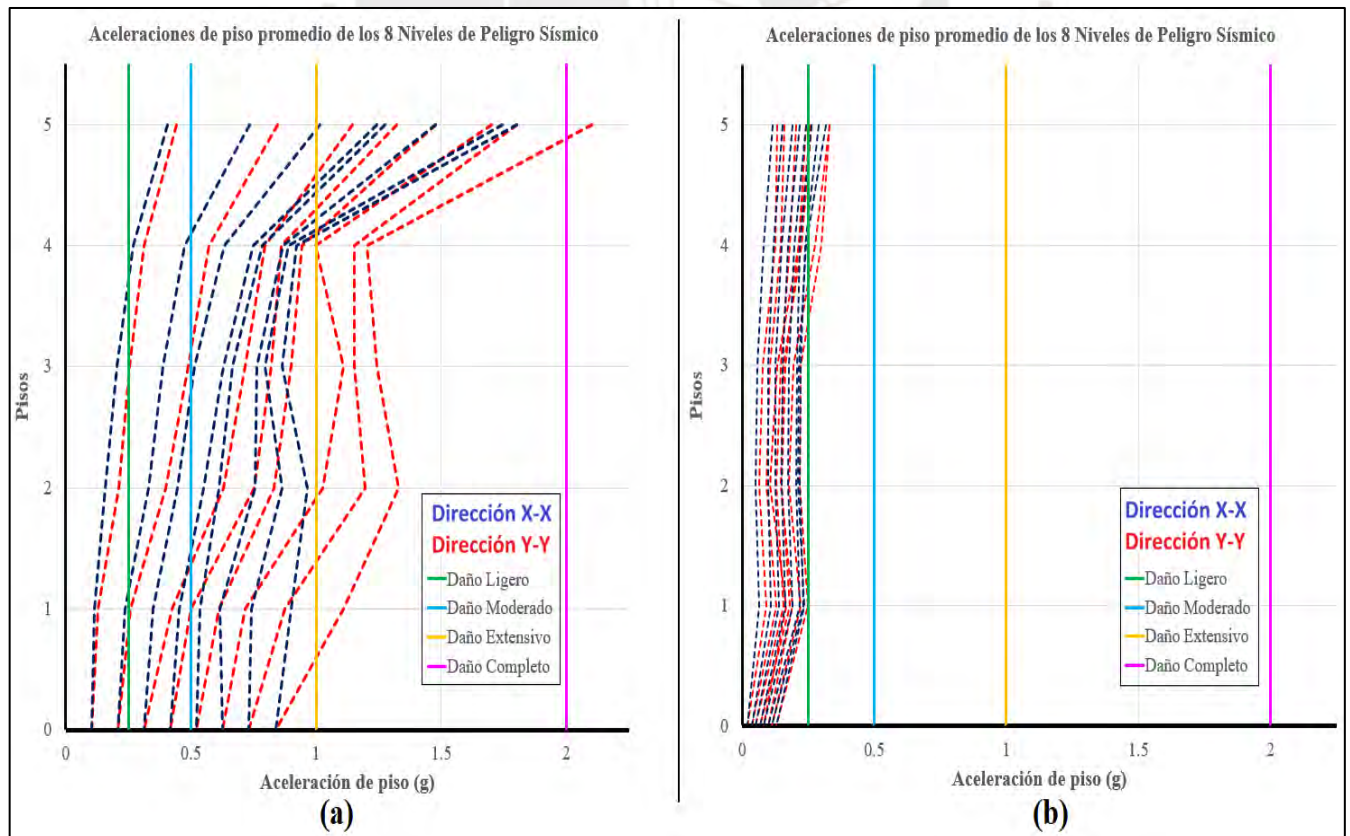 Aceleraciones de piso promedio de los 8 Niveles de Peligro Sísmico
5
4
3
2
1
0
Pisos
0 0.5 1 1.5 2
Aceleración de piso (g)
Dirección X-X
Dirección Y-Y
Daño Ligero
Daño Moderado
Daño Extensivo
Daño Completo
(a)
Aceleraciones de piso promedio de los 8 Niveles de Peligro Sísmico
5
4
3
2
1
0
Pisos
0 0.5 1 1.5 2
Aceleración de piso (g)
Dirección X-X
Dirección Y-Y
Daño Ligero
Daño Moderado
Daño Extensivo
Daño Completo
(b)